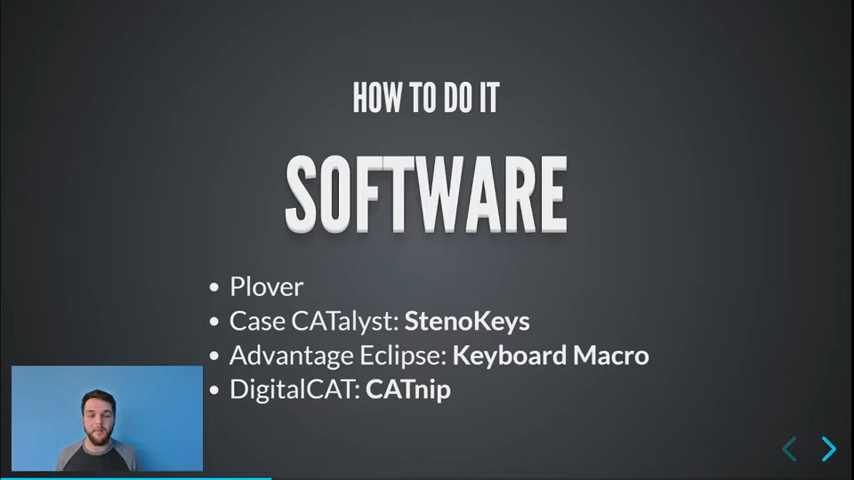 HOW TO DO IT
SOFTWARE
• Plover
• Case CATalyst: StenoKeys
• Advantage Eclipse: Keyboard Macro
• DigitalCAT: CATnip